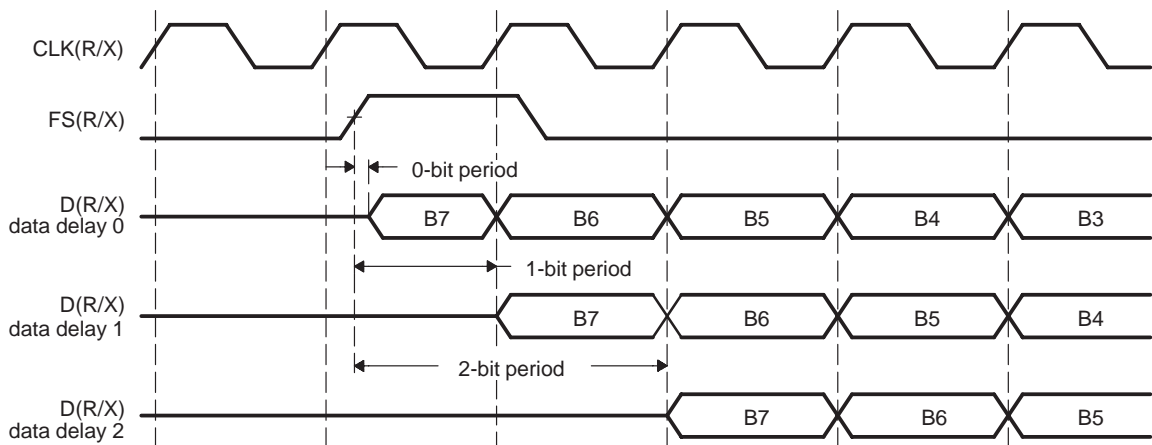 CLK(R/X)
FS(R/X)
0-bit period
D(R/X)
data delay 0
B7 B6 B5 B4 B3
1-bit period
D(R/X)
data delay 1
B7 B6 B5 B4
2-bit period
D(R/X)
data delay 2
B7 B6 B5